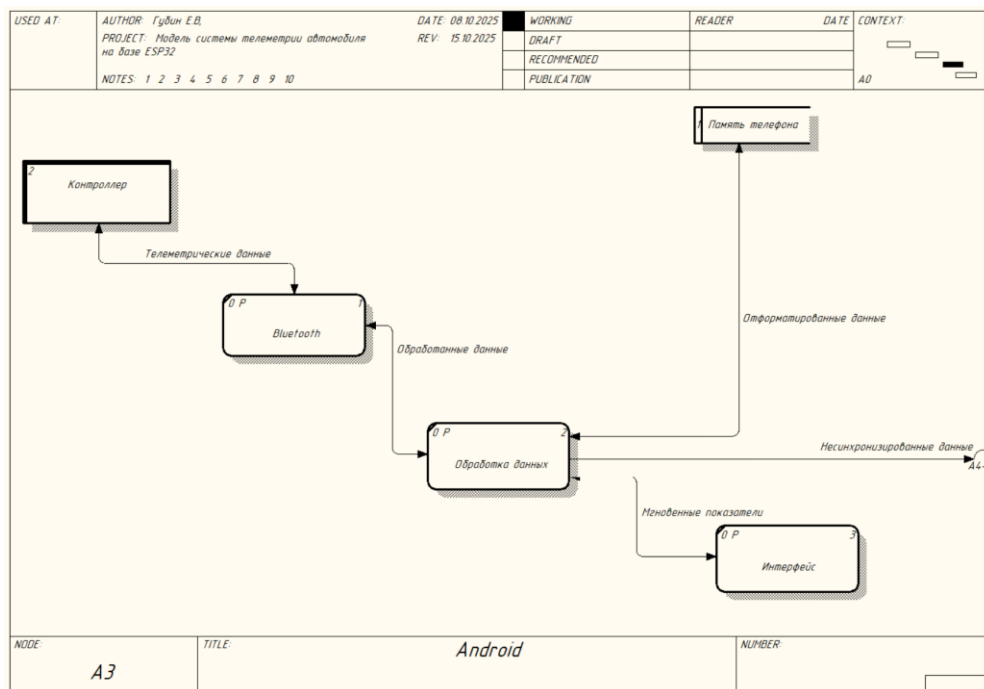 USED AT:
AUTHOR: Губин Е.В,
DATE: 08.10.2025
WORKING
READER
DATE
CONTEXT:
PROJECT: Модель системы телеметрии автомобиля
на базе ESP32
REV: 15.10.2025
DRAFT
RECOMMENDED
NOTES: 1 2 3 4 5 6 7 8 9 10
PUBLICATION
A0
1 Память телефона
2
Контроллер
Телеметрические данные
0 P 1
Bluetooth
Отформатированные данные
Обработанные данные
0 P 2
Обработка данных
Несинхронизированные данные
A4-
Мгновенные показатели
0 P 3
Интерфейс
NODE:
TITLE:
NUMBER:
Android
A3